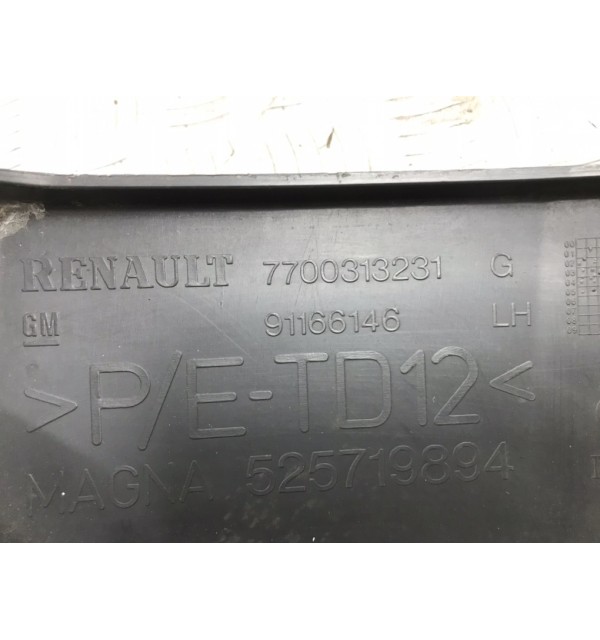 RENAULT 7700313231 G
GM 91166146 LH
>P/E-TD12<
MAGNA 525719894